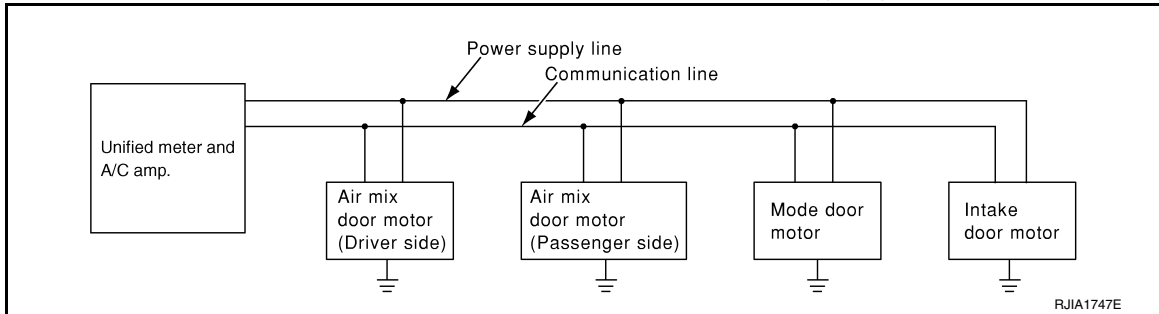 Power supply line
Communication line
Unified meter and
A/C amp.
Air mix
door motor
(Driver side)
Air mix
door motor
(Passenger side)
Mode door
motor
Intake
door motor
RJIA1747E